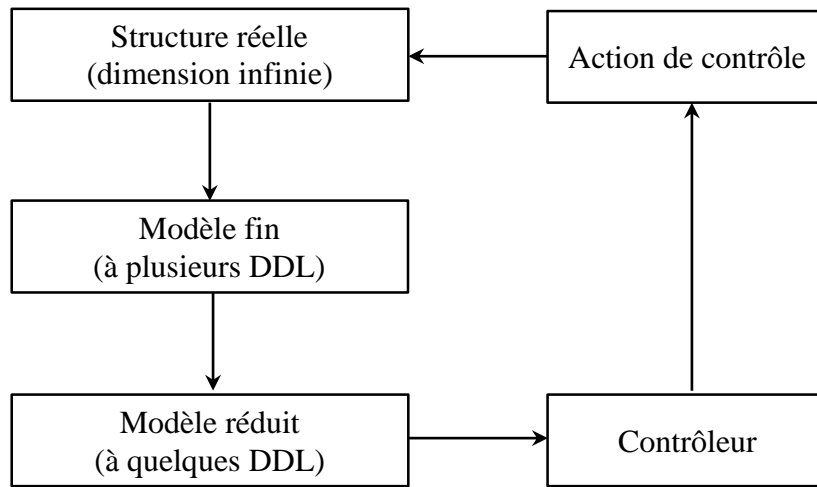 Structure réelle
(dimension infinie)
Action de contrôle
Modèle fin
(à plusieurs DDL)
Modèle réduit
(à quelques DDL)
Contrôleur